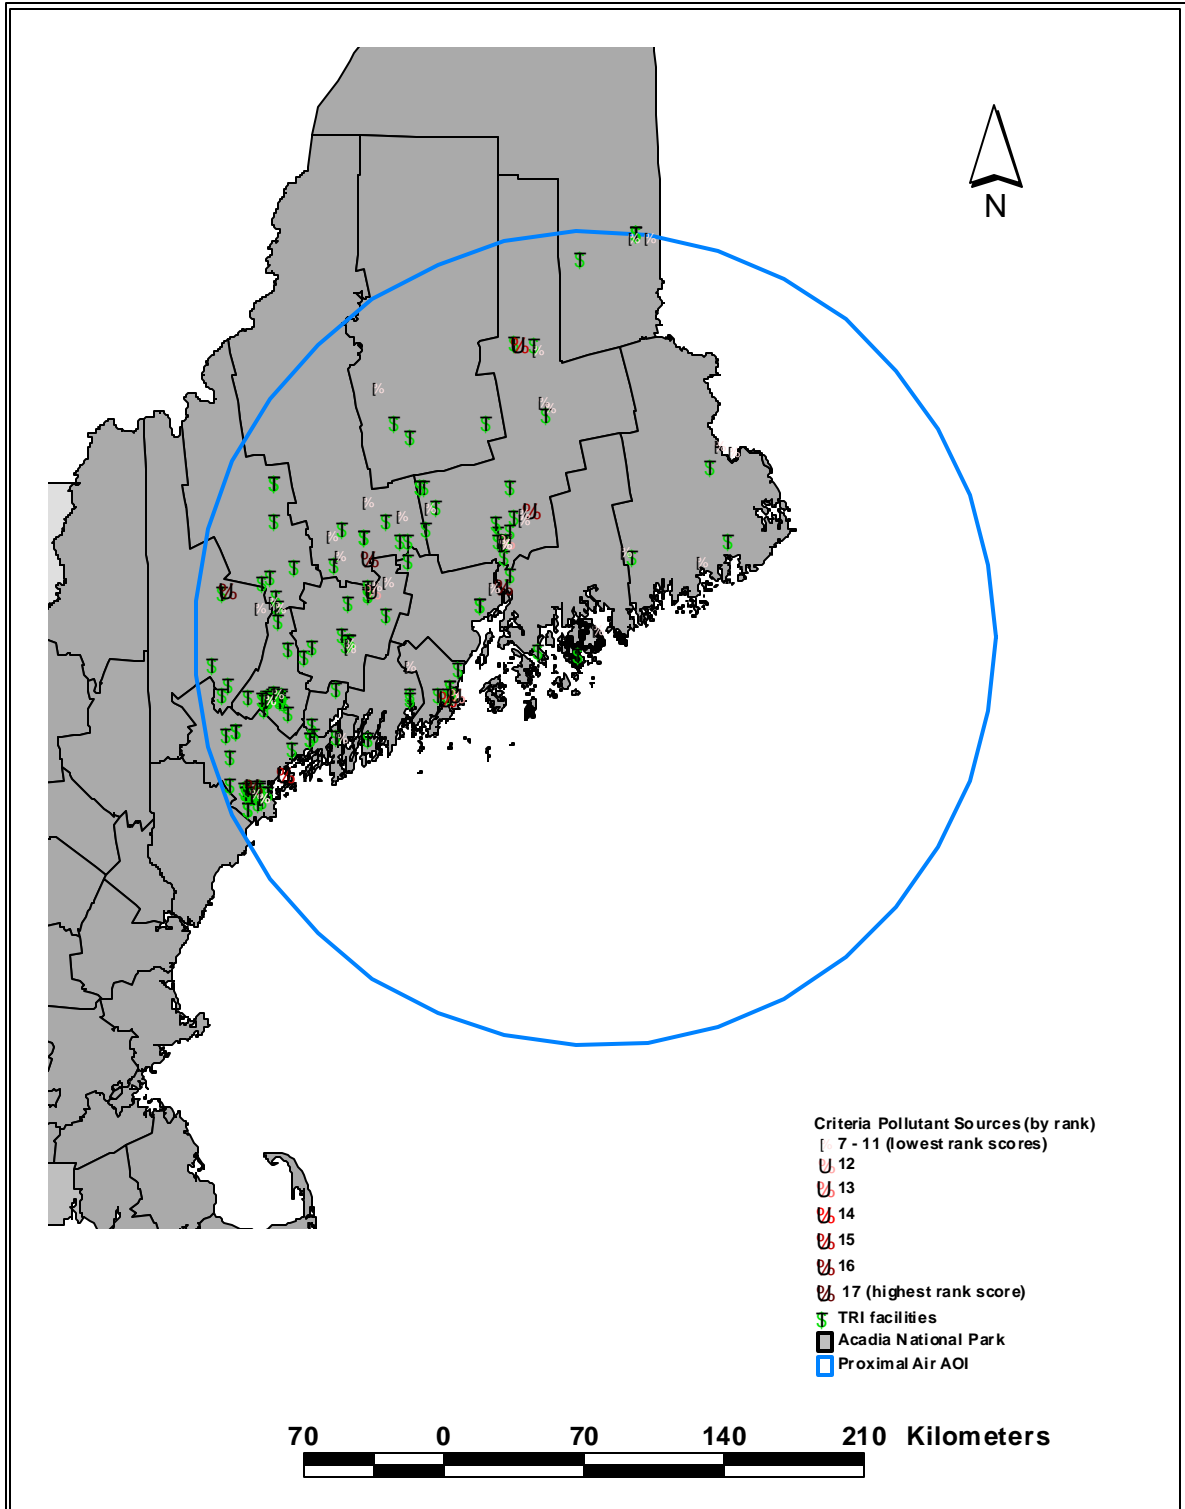 N
Criteria Pollutant Sources (by rank)
7 - 11 (lowest rank scores)
12
13
14
15
16
17 (highest rank score)
TRI facilities
Acadia National Park
Proximal Air AOI
70 0 70 140 210 Kilometers